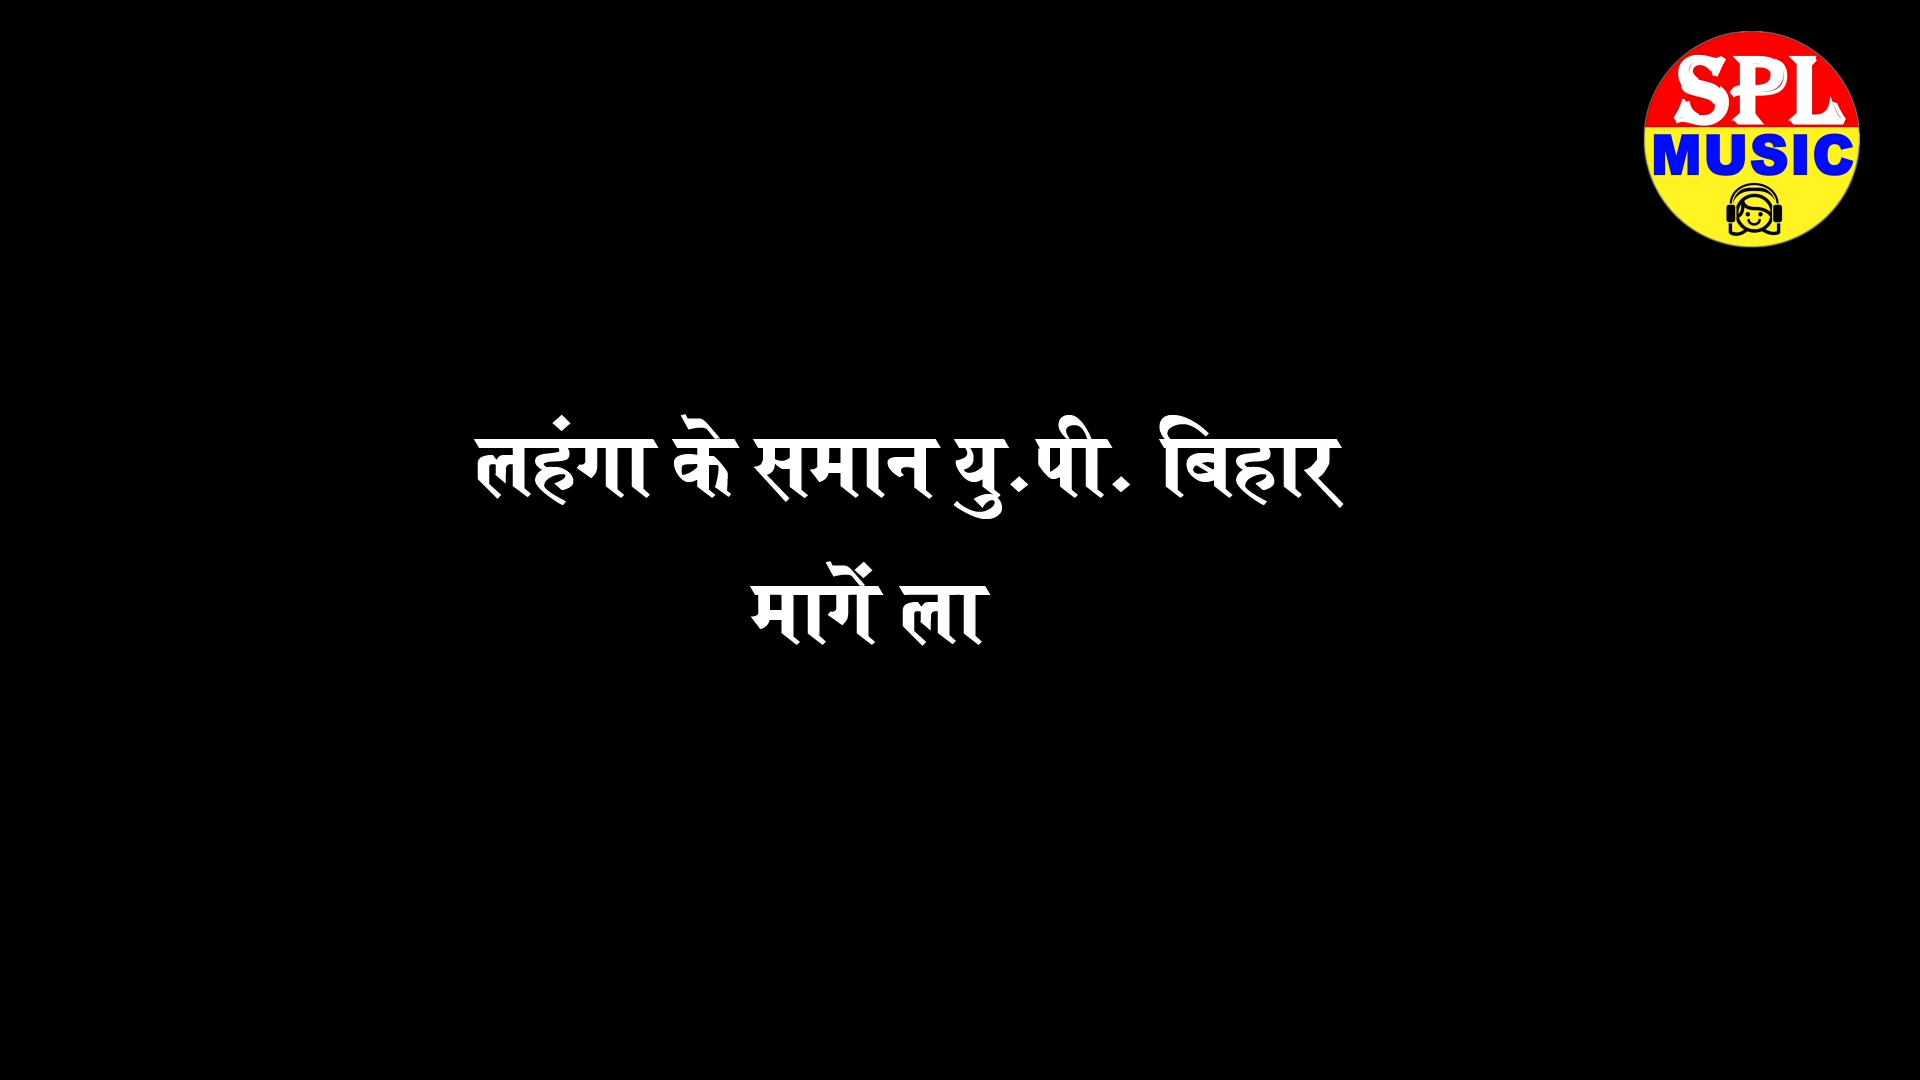 SPL
MUSIC
लहंगा के समान यु.पी. बिहार
मागें ला